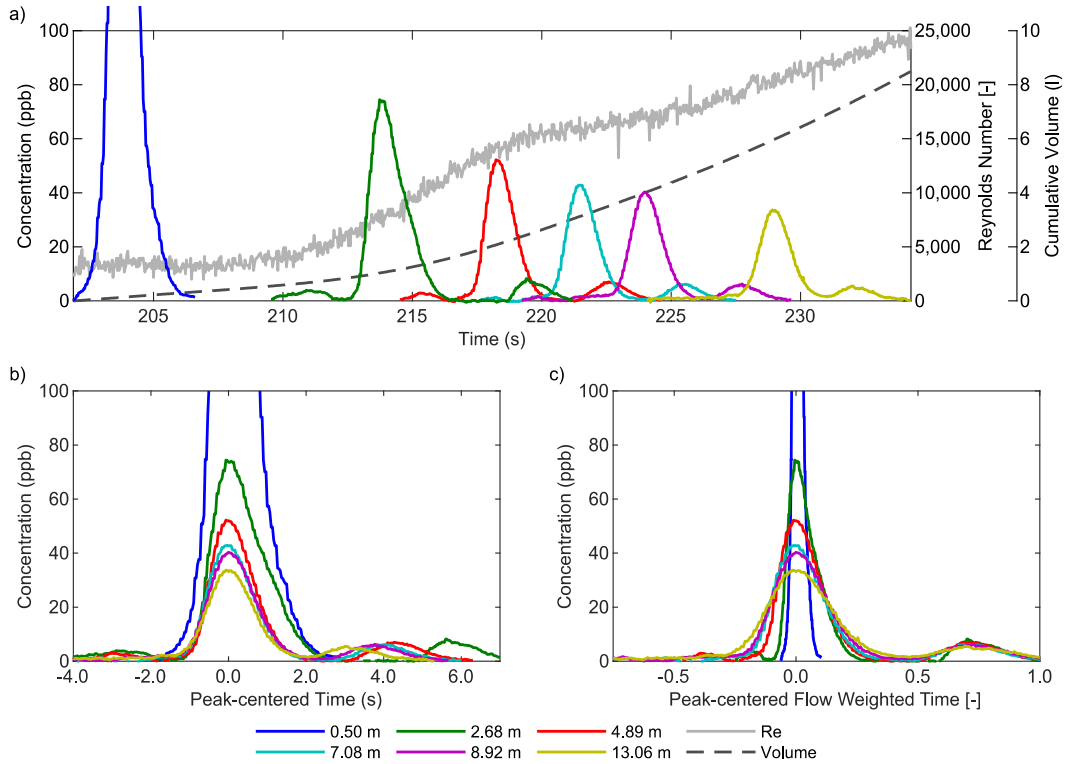 a)
100
80
60
40
20
0
Concentration (ppb)
205
210
215
220
225
230
Time (s)
25,000
20,000
15,000
10,000
5,000
0
Reynolds Number [-]
10
8
6
4
2
0
Cumulative Volume (l)
b)
100
80
60
40
20
0
Concentration (ppb)
-4.0 -2.0 0.0 2.0 4.0 6.0
Peak-centered Time (s)
c)
100
80
60
40
20
0
Concentration (ppb)
-0.5 0.0 0.5 1.0
Peak-centered Flow Weighted Time [-]
0.50 m 2.68 m 4.89 m Re
7.08 m 8.92 m 13.06 m Volume